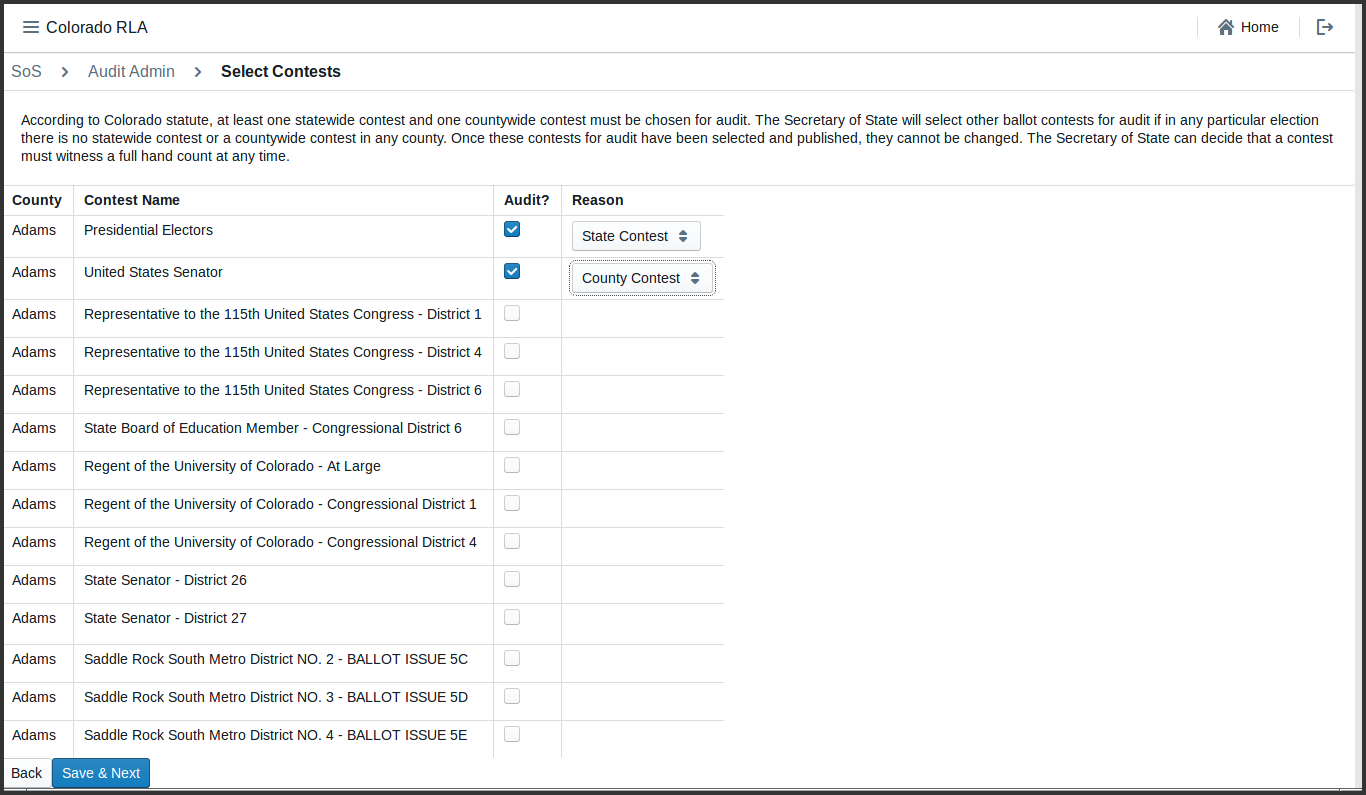 Colorado RLA
Home
SoS > Audit Admin > Select Contests
According to Colorado statute, at least one statewide contest and one countywide contest must be chosen for audit. The Secretary of State will select other ballot contests for audit if in any particular election
there is no statewide contest or a countywide contest in any county. Once these contests for audit have been selected and published, they cannot be changed. The Secretary of State can decide that a contest
must witness a full hand count at any time.
County Contest Name Audit? Reason
Adams Presidential Electors State Contest
Adams United States Senator County Contest
Adams Representative to the 115th United States Congress - District 1
Adams Representative to the 115th United States Congress - District 4
Adams Representative to the 115th United States Congress - District 6
Adams State Board of Education Member - Congressional District 6
Adams Regent of the University of Colorado - At Large
Adams Regent of the University of Colorado - Congressional District 1
Adams Regent of the University of Colorado - Congressional District 4
Adams State Senator - District 26
Adams State Senator - District 27
Adams Saddle Rock South Metro District NO. 2 - BALLOT ISSUE 5C
Adams Saddle Rock South Metro District NO. 3 - BALLOT ISSUE 5D
Adams Saddle Rock South Metro District NO. 4 - BALLOT ISSUE 5E
Back Save & Next